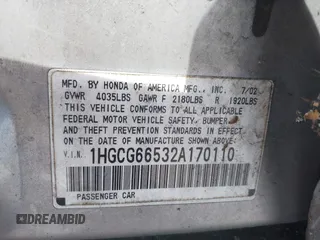 MFD. BY HONDA OF AMERICA MFG., INC. 7/02
GVWR 4035LBS GAWR F 2180LBS R 1920LBS
THIS VEHICLE CONFORMS TO ALL APPLICABLE
FEDERAL MOTOR VEHICLE SAFETY, BUMPER,
AND THEFT PREVENTION STANDARDS IN EFFECT
ON THE DATE OF MANUFACTURE SHOWN ABOVE.
V.I.N. 1HGCG66532A170110
PASSENGER CAR
DREAMBID